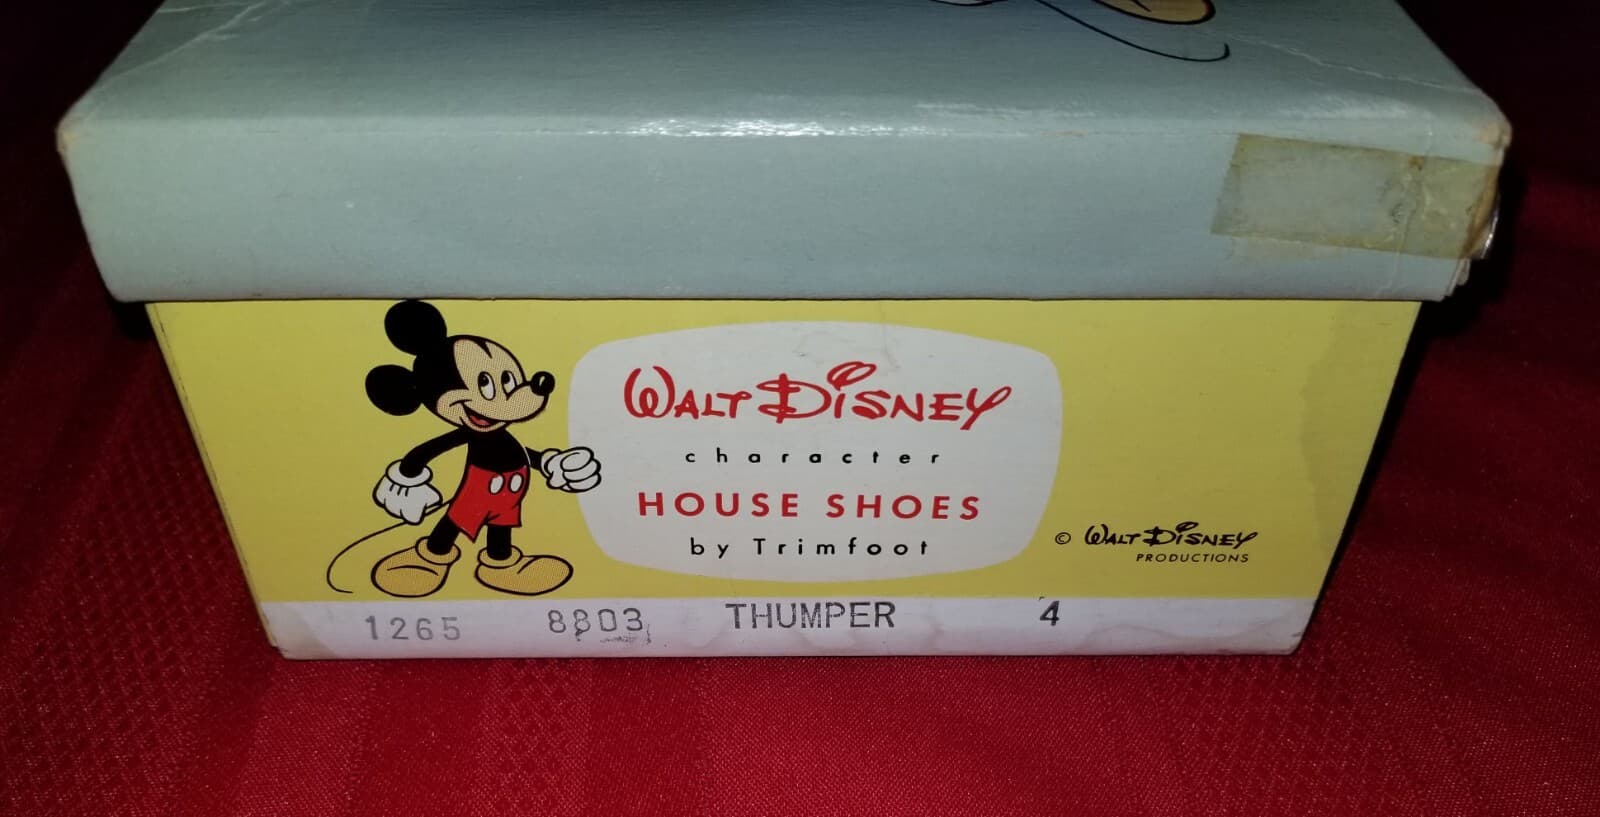 WALT DISNEY
character
HOUSE SHOES
by Trimfoot
© WALT DISNEY
PRODUCTIONS
1265 8803 THUMPER 4